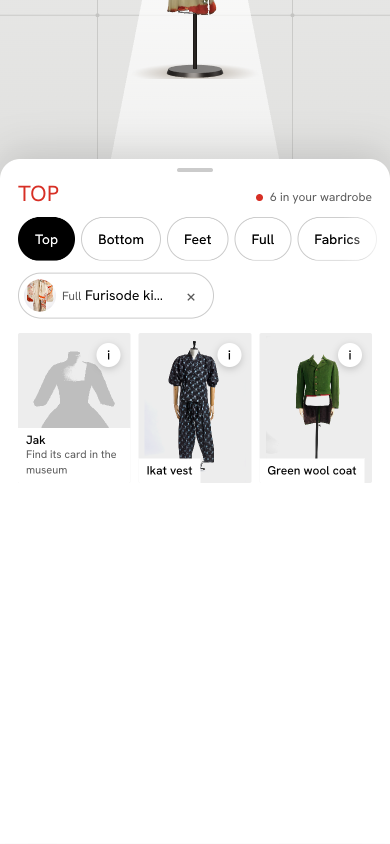 TOP
6 in your wardrobe
Top
Bottom
Feet
Full
Fabrics
Full Furisode ki...
×
i
i
i
Jak
Find its card in the
museum
Ikat vest
Green wool coat